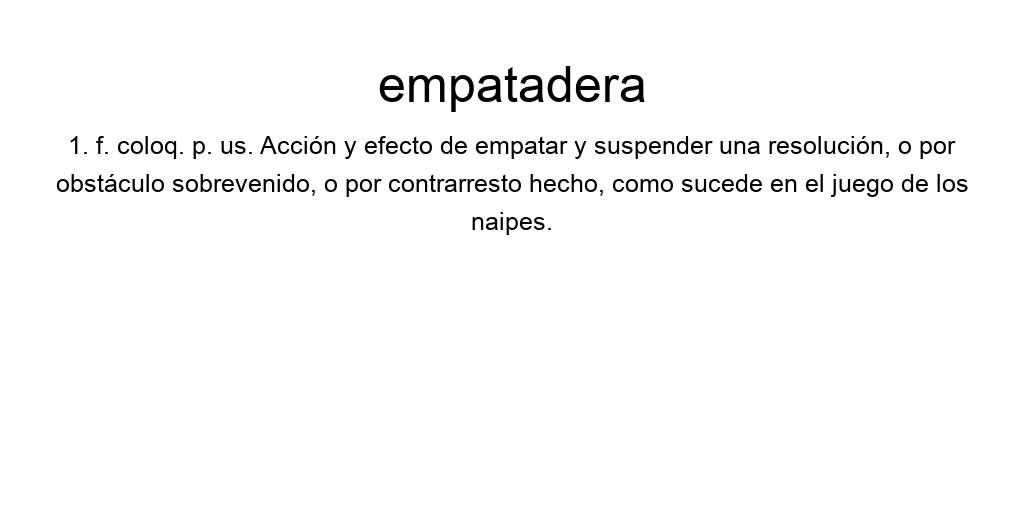 empatadera
1. f. coloq. p. us. Acción y efecto de empatar y suspender una resolución, o por
obstáculo sobrevenido, o por contrarresto hecho, como sucede en el juego de los
naipes.